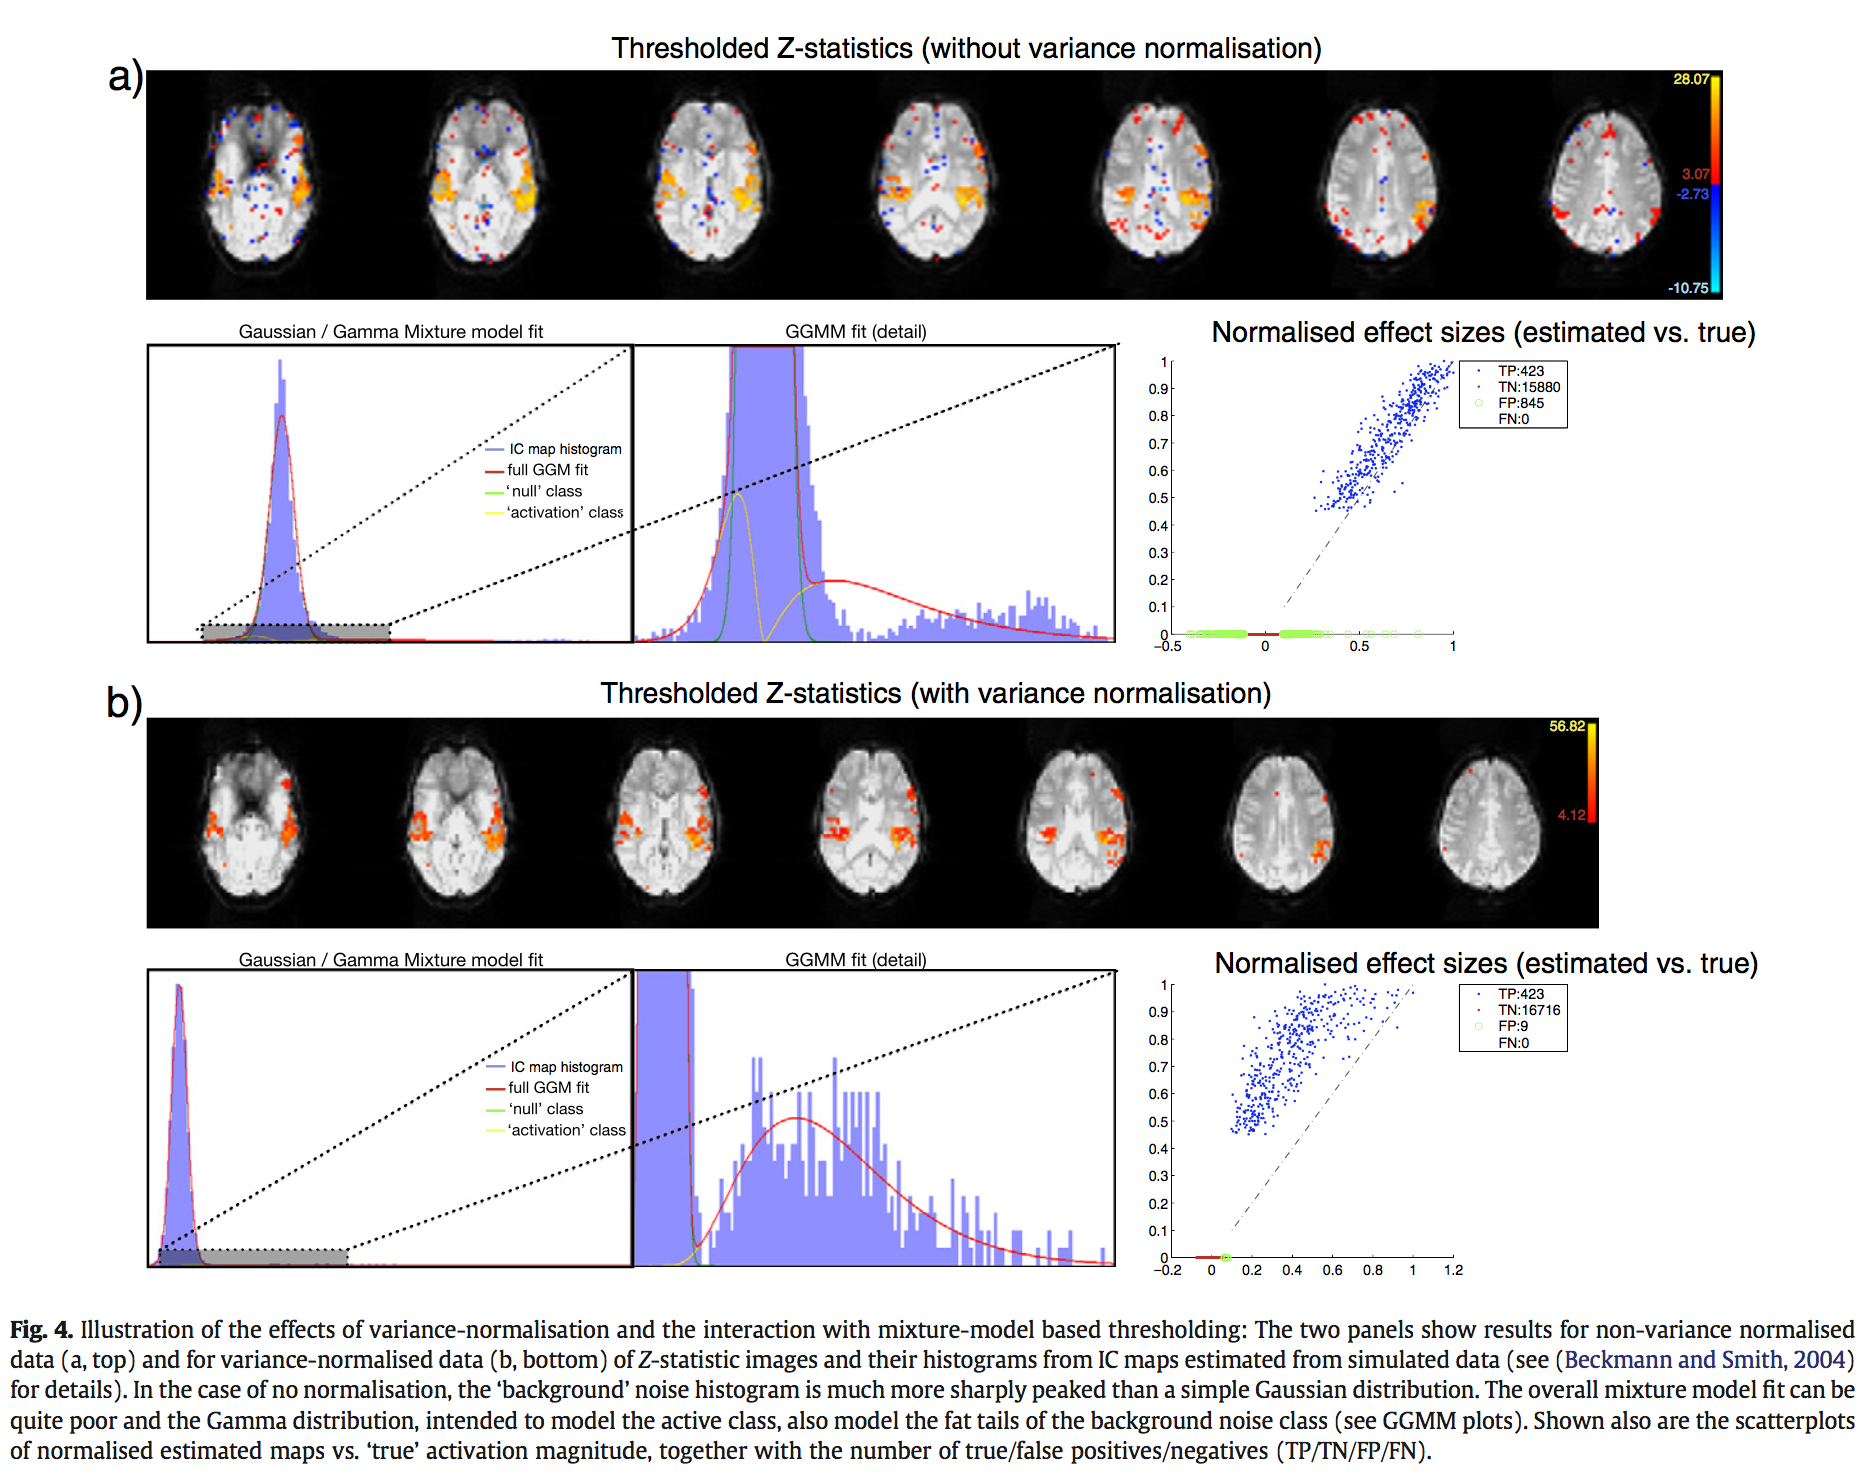 Thresholded Z-statistics (without variance normalisation)
a)
28.07
3.07
-2.73
-10.75
Gaussian / Gamma Mixture model fit
IC map histogram
full GGM fit
‘null’ class
‘activation’ class
GGMM fit (detail)
Normalised effect sizes (estimated vs. true)
1
0.9
0.8
0.7
0.6
0.5
0.4
0.3
0.2
0.1
0
−0.5
0
0.5
1
TP:423
TN:15880
FP:845
FN:0
b)
Thresholded Z-statistics (with variance normalisation)
56.82
4.12
Gaussian / Gamma Mixture model fit
IC map histogram
full GGM fit
‘null’ class
‘activation’ class
GGMM fit (detail)
Normalised effect sizes (estimated vs. true)
1
0.9
0.8
0.7
0.6
0.5
0.4
0.3
0.2
0.1
0
−0.2
0
0.2
0.4
0.6
0.8
1
1.2
TP:423
TN:16716
FP:9
FN:0
Fig. 4. Illustration of the effects of variance-normalisation and the interaction with mixture-model based thresholding: The two panels show results for non-variance normalised
data (a, top) and for variance-normalised data (b, bottom) of Z-statistic images and their histograms from IC maps estimated from simulated data (see (Beckmann and Smith, 2004)
for details). In the case of no normalisation, the ‘background’ noise histogram is much more sharply peaked than a simple Gaussian distribution. The overall mixture model fit can be
quite poor and the Gamma distribution, intended to model the active class, also model the fat tails of the background noise class (see GGMM plots). Shown also are the scatterplots
of normalised estimated maps vs. ‘true’ activation magnitude, together with the number of true/false positives/negatives (TP/TN/FP/FN).